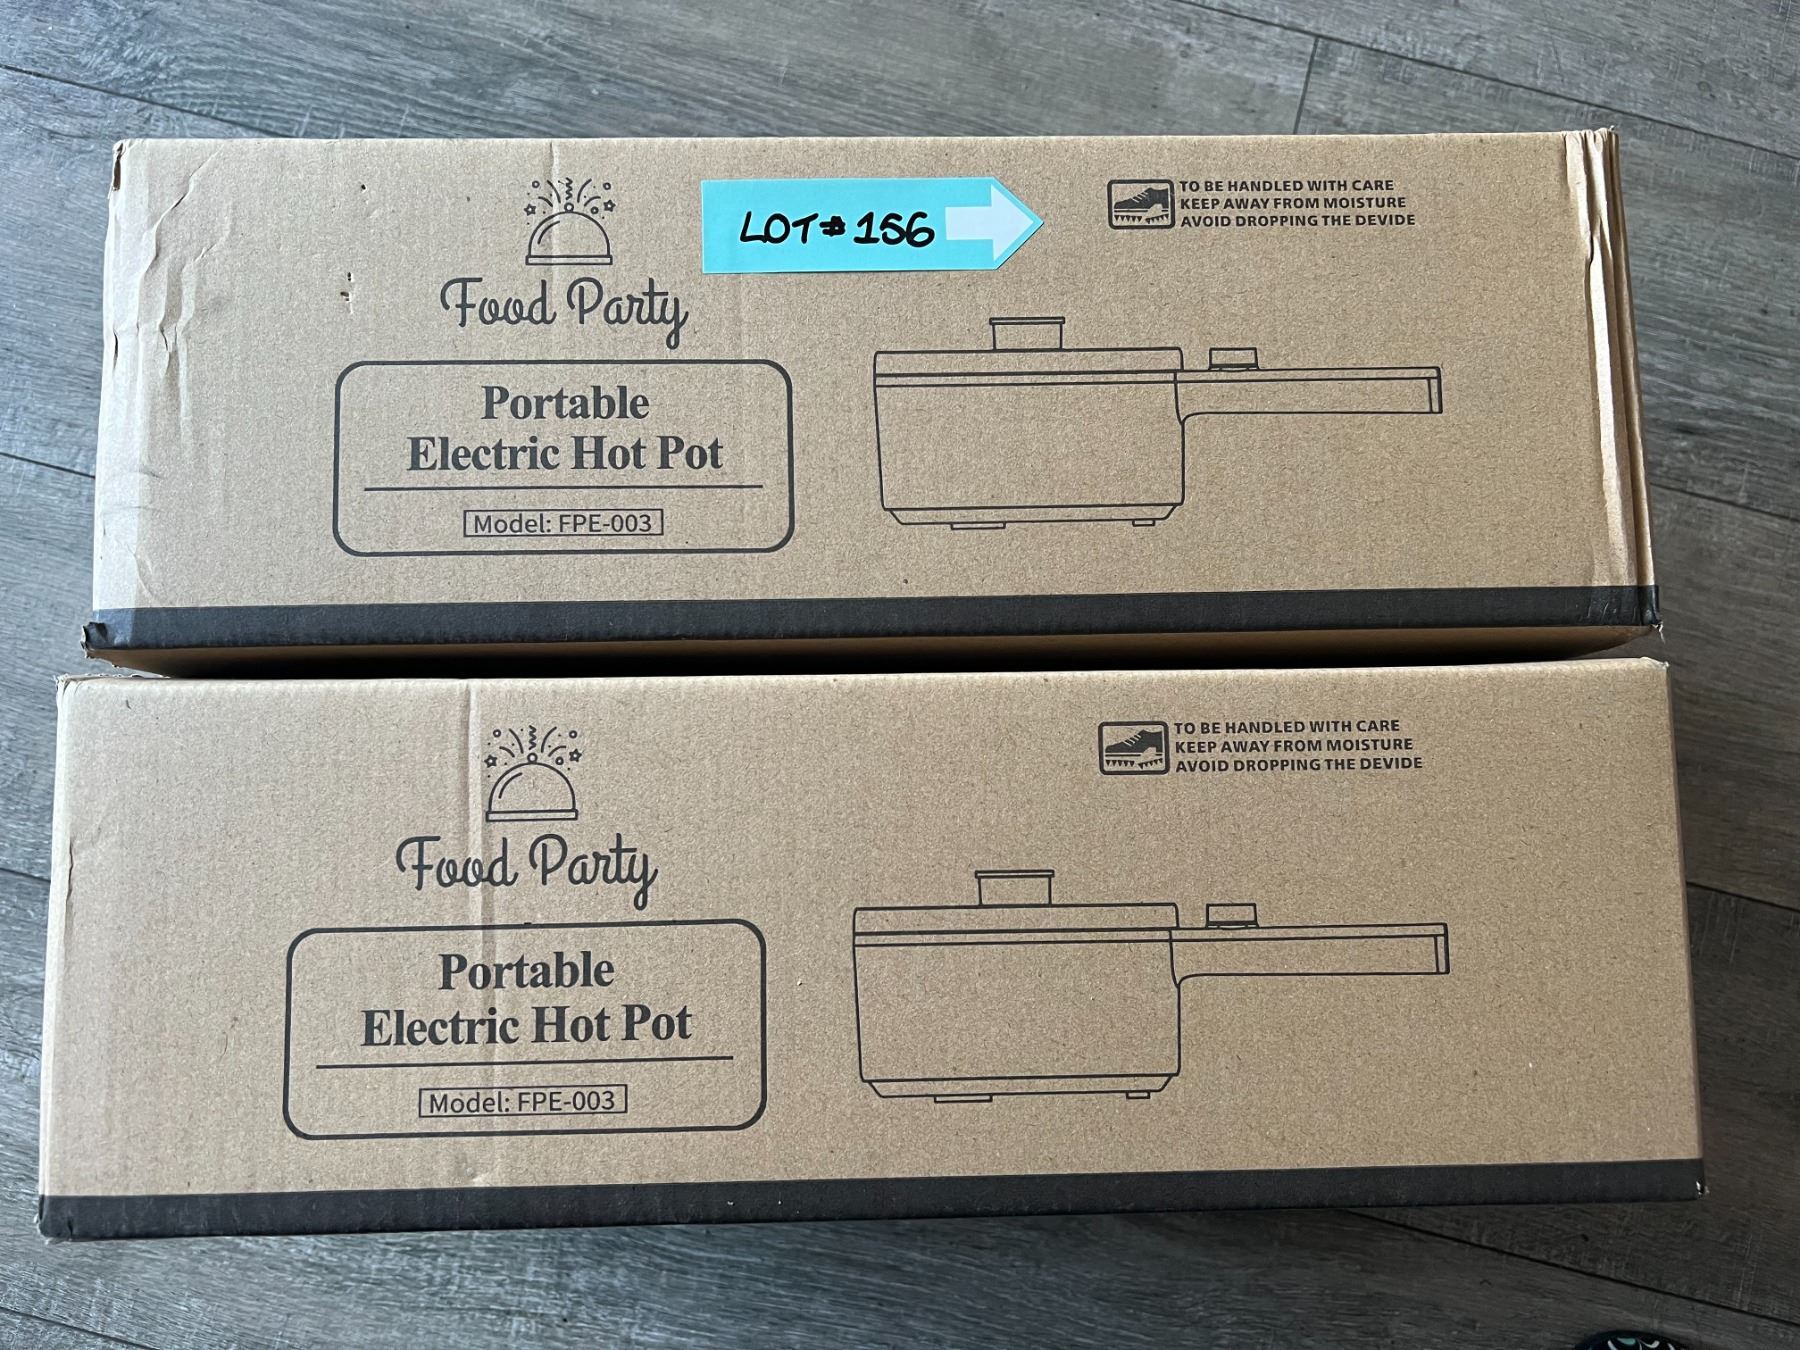 LOT# 156
TO BE HANDLED WITH CARE
KEEP AWAY FROM MOISTURE
AVOID DROPPING THE DEVIDE
Food Party
Portable
Electric Hot Pot
Model: FPE-003
TO BE HANDLED WITH CARE
KEEP AWAY FROM MOISTURE
AVOID DROPPING THE DEVIDE
Food Party
Portable
Electric Hot Pot
Model: FPE-003